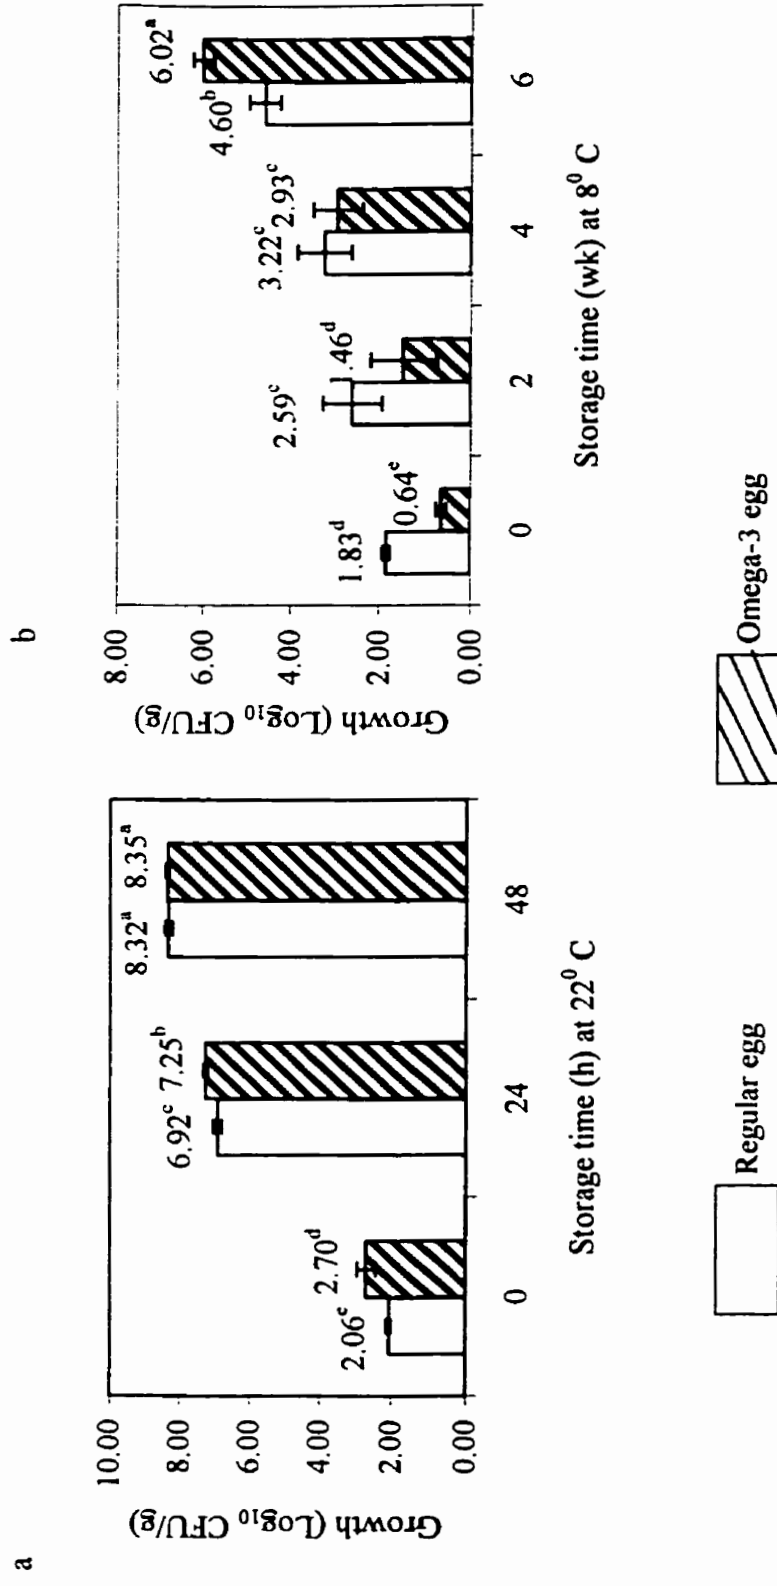 a
Growth (Log₁₀ CFU/g)
10.00
8.00
6.00
4.00
2.00
0.00
2.06ᵉ
2.70ᵈ
6.92ᶜ
7.25ᵇ
8.32ᵃ
8.35ᵃ
0 24 48
Storage time (h) at 22⁰ C
b
Growth (Log₁₀ CFU/g)
8.00
6.00
4.00
2.00
0.00
1.83ᵈ
0.64ᵉ
2.59ᶜ
1.46ᵈ
3.22ᶜ
2.93ᶜ
4.60ᵇ
6.02ᵃ
0 2 4 6
Storage time (wk) at 8⁰ C
Regular egg
Omega-3 egg